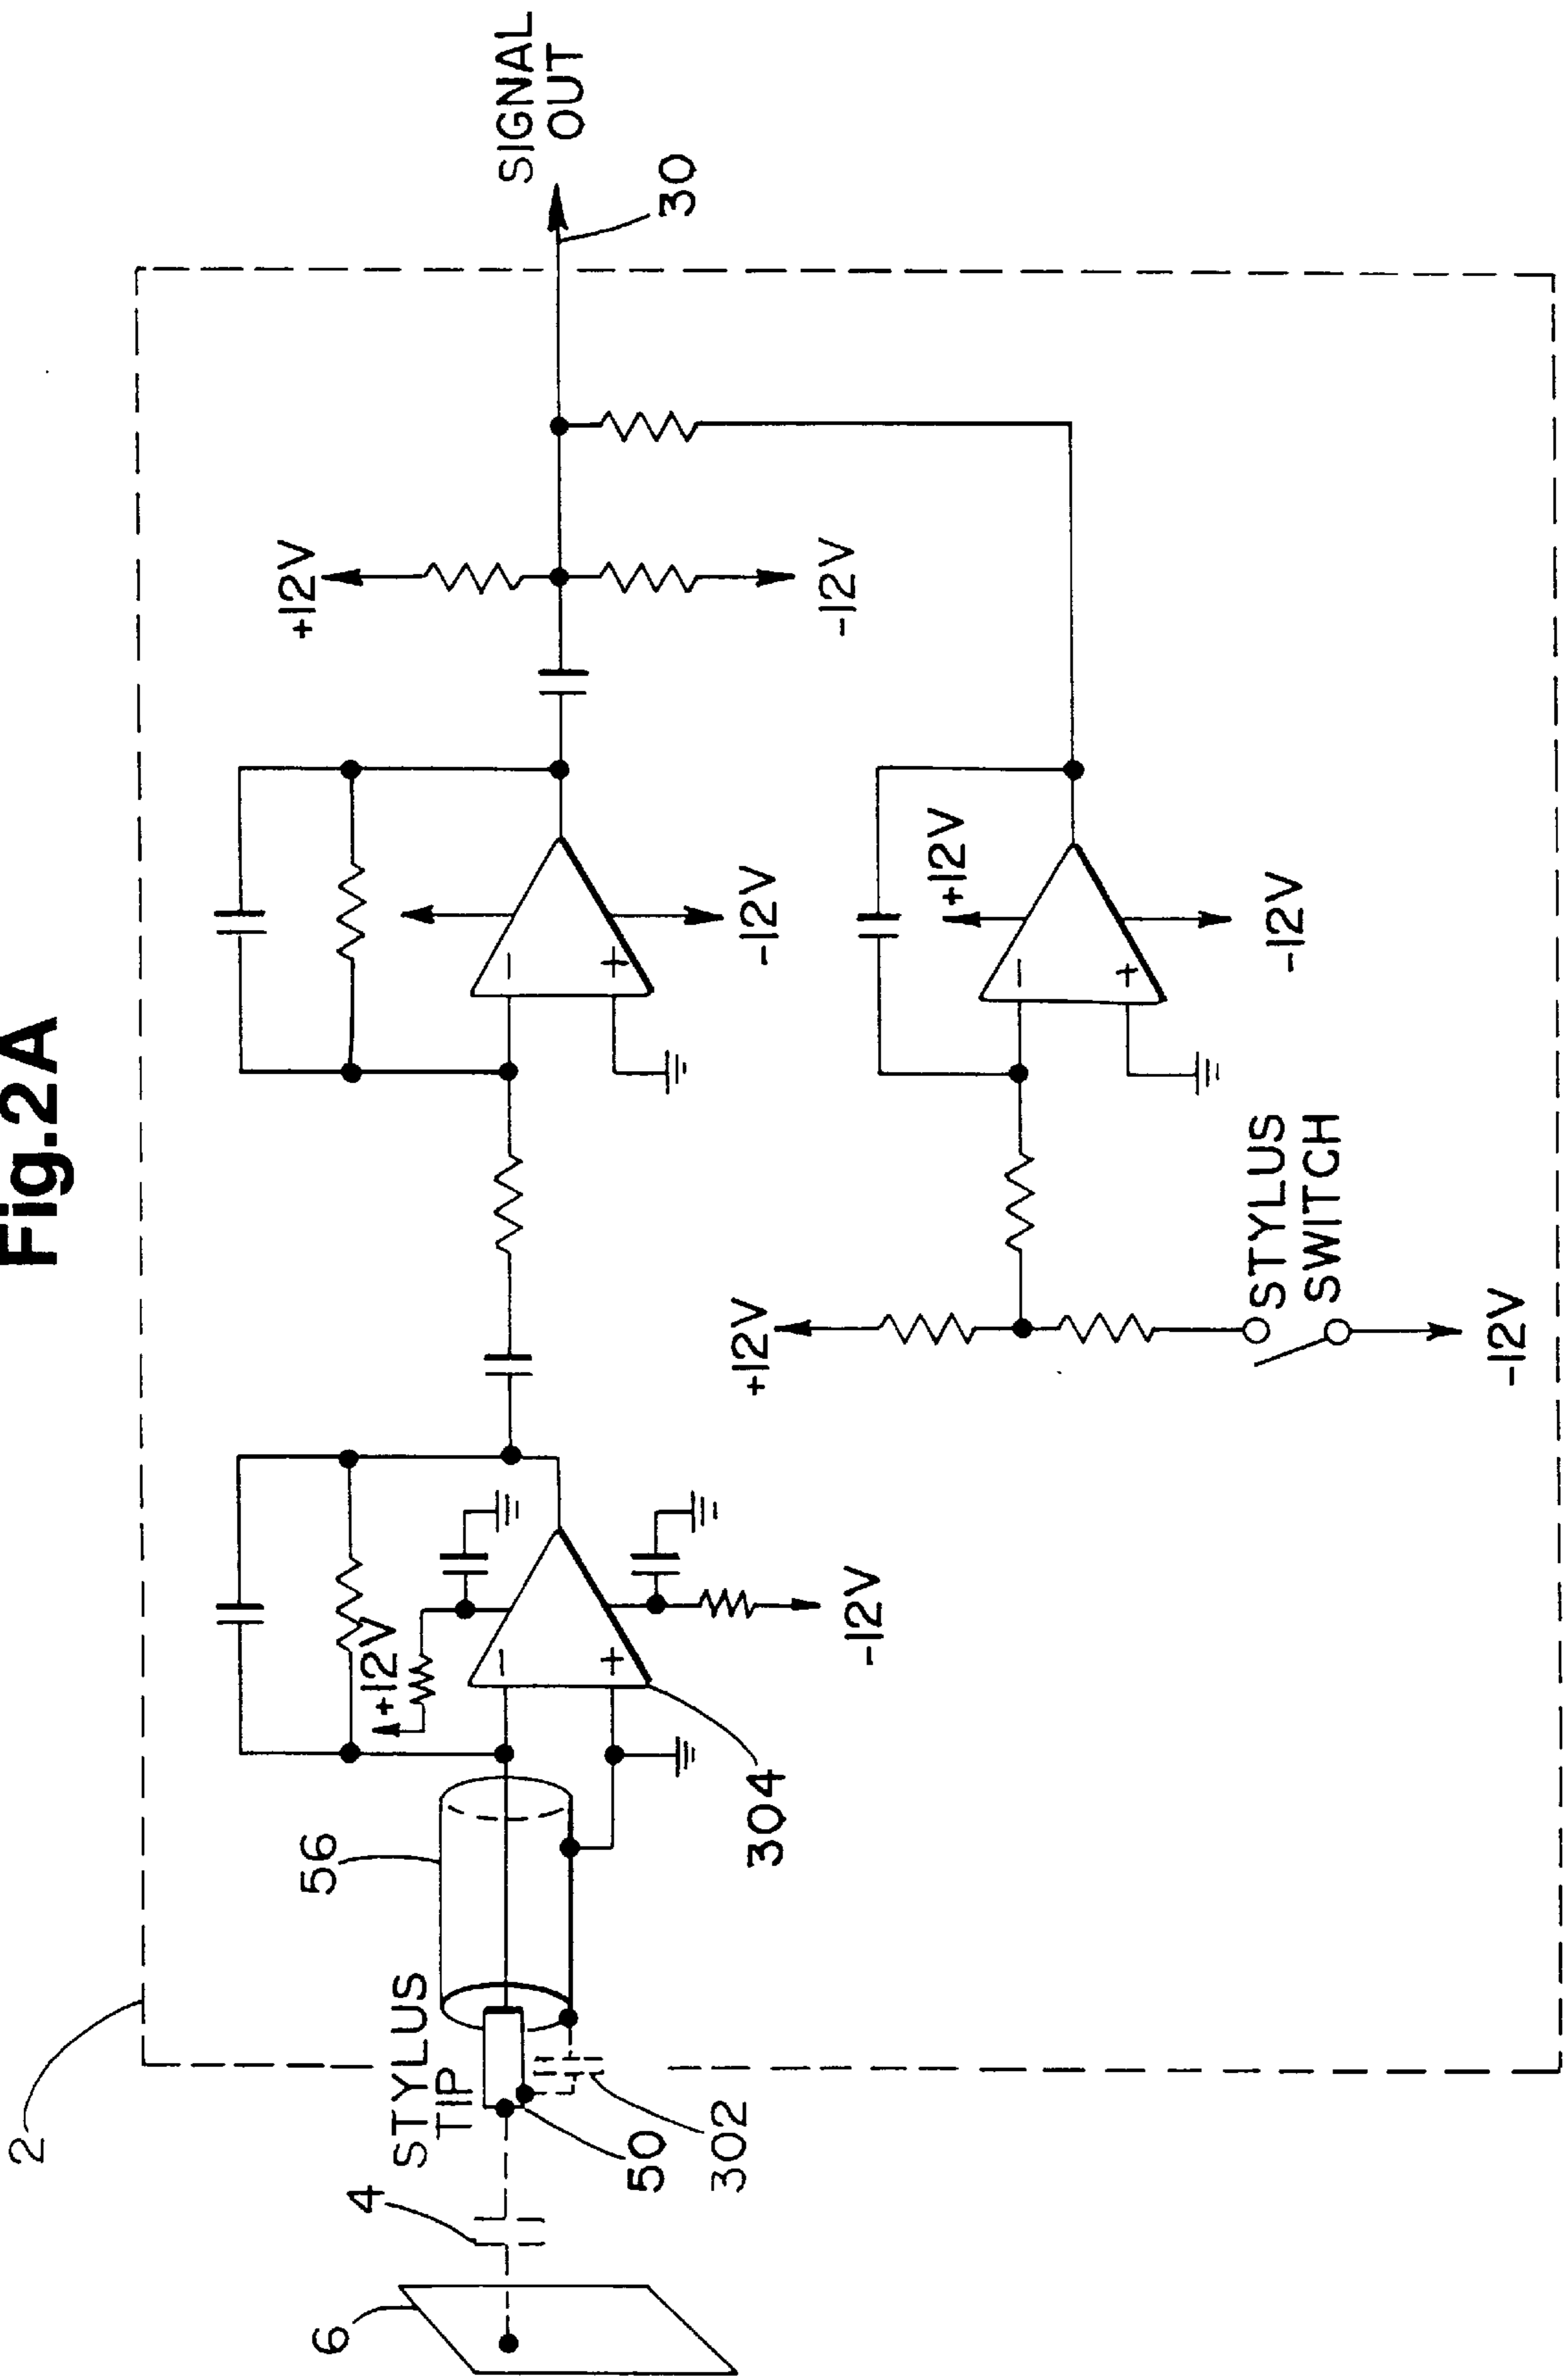 Fig.2A
2
SIGNAL
OUT
30
+12V
-12V
-12V
+12V
-12V
+12V
STYLUS
SWITCH
-12V
+12V
-12V
304
56
STYLUS
TIP
50
302
4
6